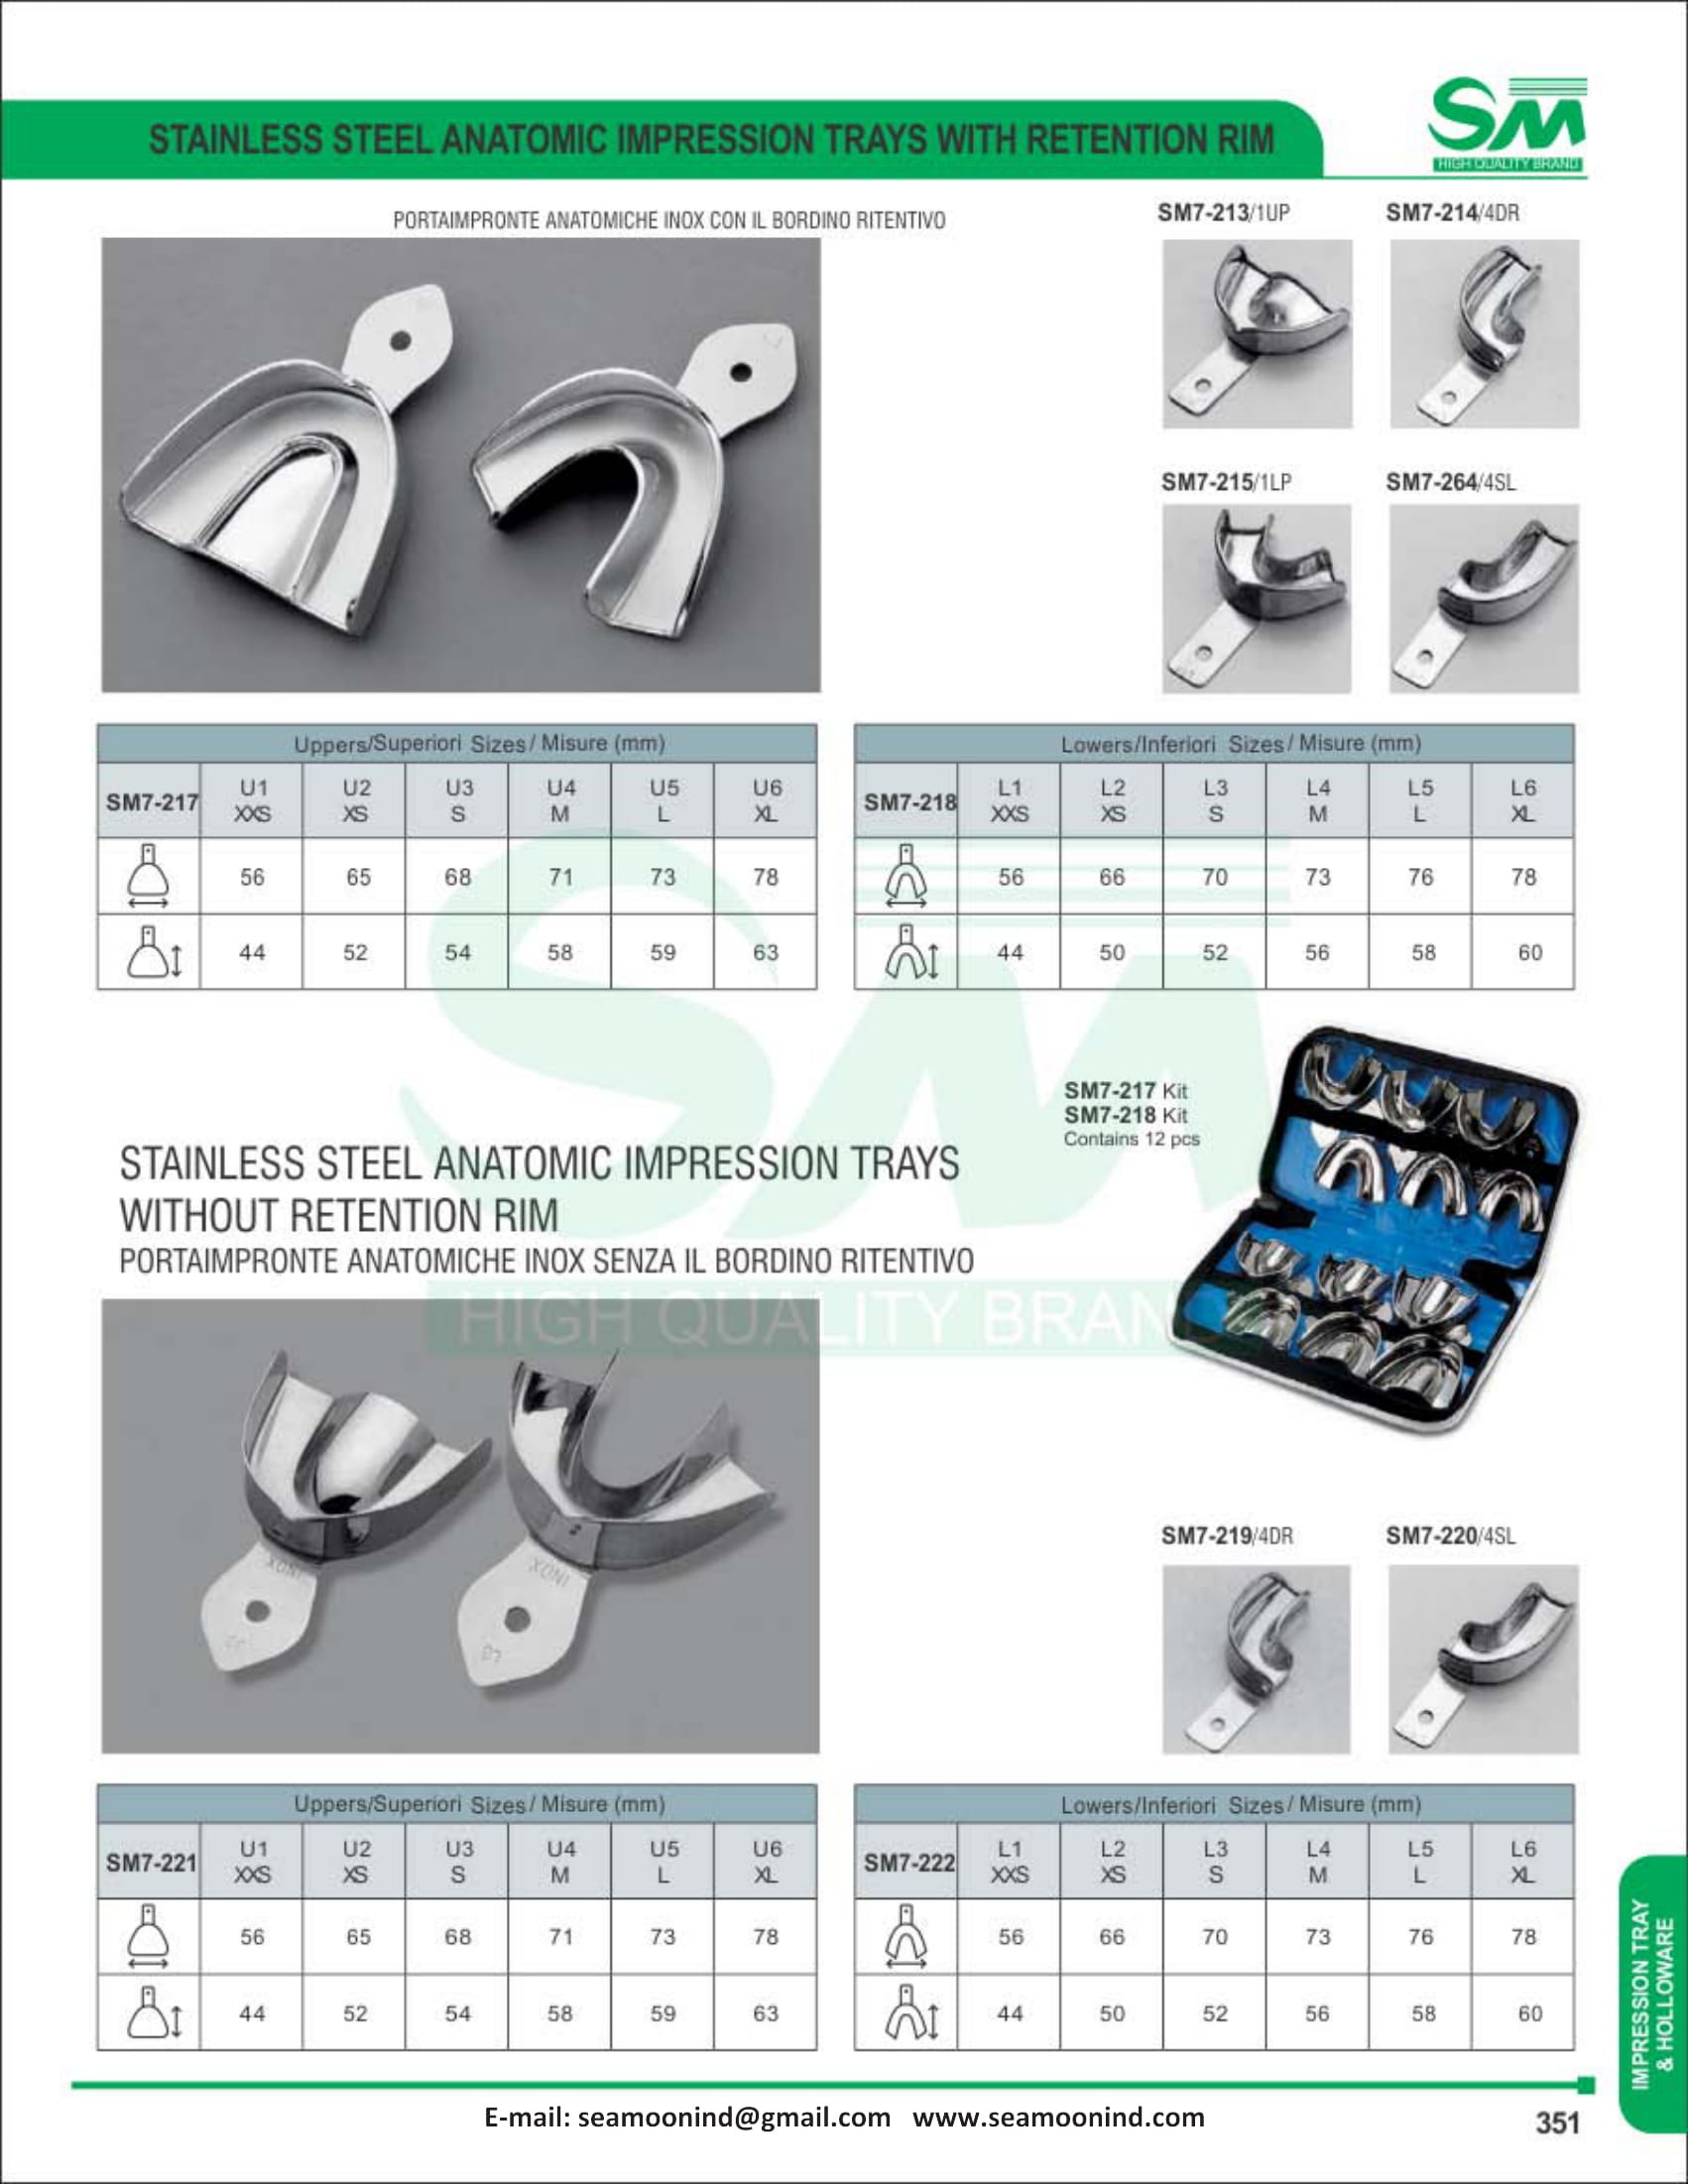 SM
HIGH QUALITY BRAND
STAINLESS STEEL ANATOMIC IMPRESSION TRAYS WITH RETENTION RIM
PORTAIMPRONTE ANATOMICHE INOX CON IL BORDINO RITENTIVO
SM7-213/1UP SM7-214/4DR
SM7-215/1LP SM7-264/4SL
Uppers/Superiori Sizes / Misure (mm)
SM7-217 U1 U2 U3 U4 U5 U6
XXS XS S M L XL
56 65 68 71 73 78
44 52 54 58 59 63
Lowers/Inferiori Sizes / Misure (mm)
SM7-218 L1 L2 L3 L4 L5 L6
XXS XS S M L XL
56 66 70 73 76 78
44 50 52 56 58 60
SM7-217 Kit
SM7-218 Kit
Contains 12 pcs
STAINLESS STEEL ANATOMIC IMPRESSION TRAYS
WITHOUT RETENTION RIM
PORTAIMPRONTE ANATOMICHE INOX SENZA IL BORDINO RITENTIVO
SM
HIGH QUALITY BRAN
INOX
INOX
SM7-219/4DR SM7-220/4SL
Uppers/Superiori Sizes / Misure (mm)
SM7-221 U1 U2 U3 U4 U5 U6
XXS XS S M L XL
56 65 68 71 73 78
44 52 54 58 59 63
Lowers/Inferiori Sizes / Misure (mm)
SM7-222 L1 L2 L3 L4 L5 L6
XXS XS S M L XL
56 66 70 73 76 78
44 50 52 56 58 60
IMPRESSION TRAY
& HOLLOWARE
E-mail: seamoonind@gmail.com www.seamoonind.com
351